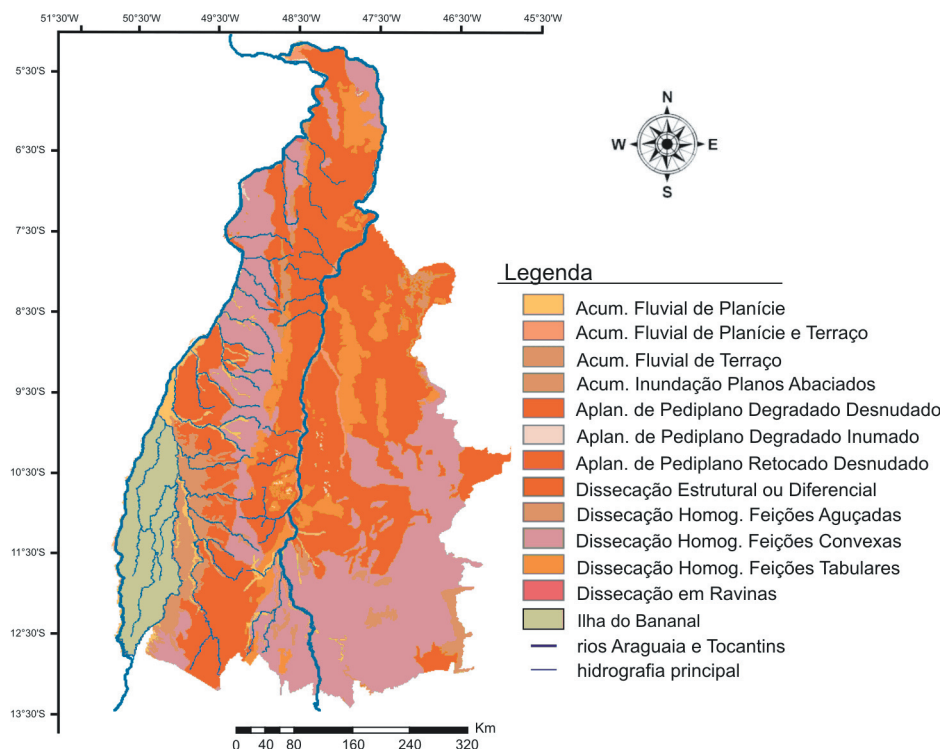 51°30'W 50°30'W 49°30'W 48°30'W 47°30'W 46°30'W 45°30'W
5°30'S
6°30'S
7°30'S
8°30'S
9°30'S
10°30'S
11°30'S
12°30'S
13°30'S
N
W E
S
Legenda
Acum. Fluvial de Planície
Acum. Fluvial de Planície e Terraço
Acum. Fluvial de Terraço
Acum. Inundação Planos Abaciados
Aplan. de Pediplano Degradado Desnudado
Aplan. de Pediplano Degradado Inumado
Aplan. de Pediplano Retocado Desnudado
Dissecação Estrutural ou Diferencial
Dissecação Homog. Feições Aguçadas
Dissecação Homog. Feições Convexas
Dissecação Homog. Feições Tabulares
Dissecação em Ravinas
Ilha do Bananal
rios Araguaia e Tocantins
hidrografia principal
Km
0 40 80 160 240 320